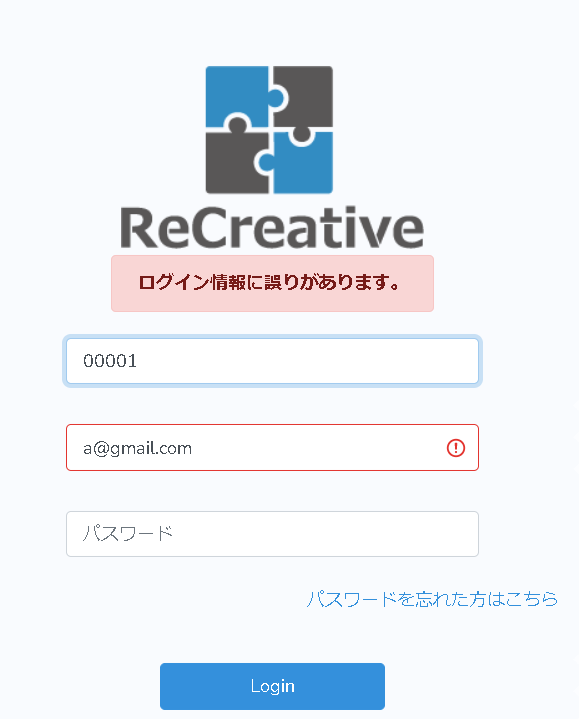 ReCreative
ログイン情報に誤りがあります。
00001
a@gmail.com
パスワード
パスワードを忘れた方はこちら
Login